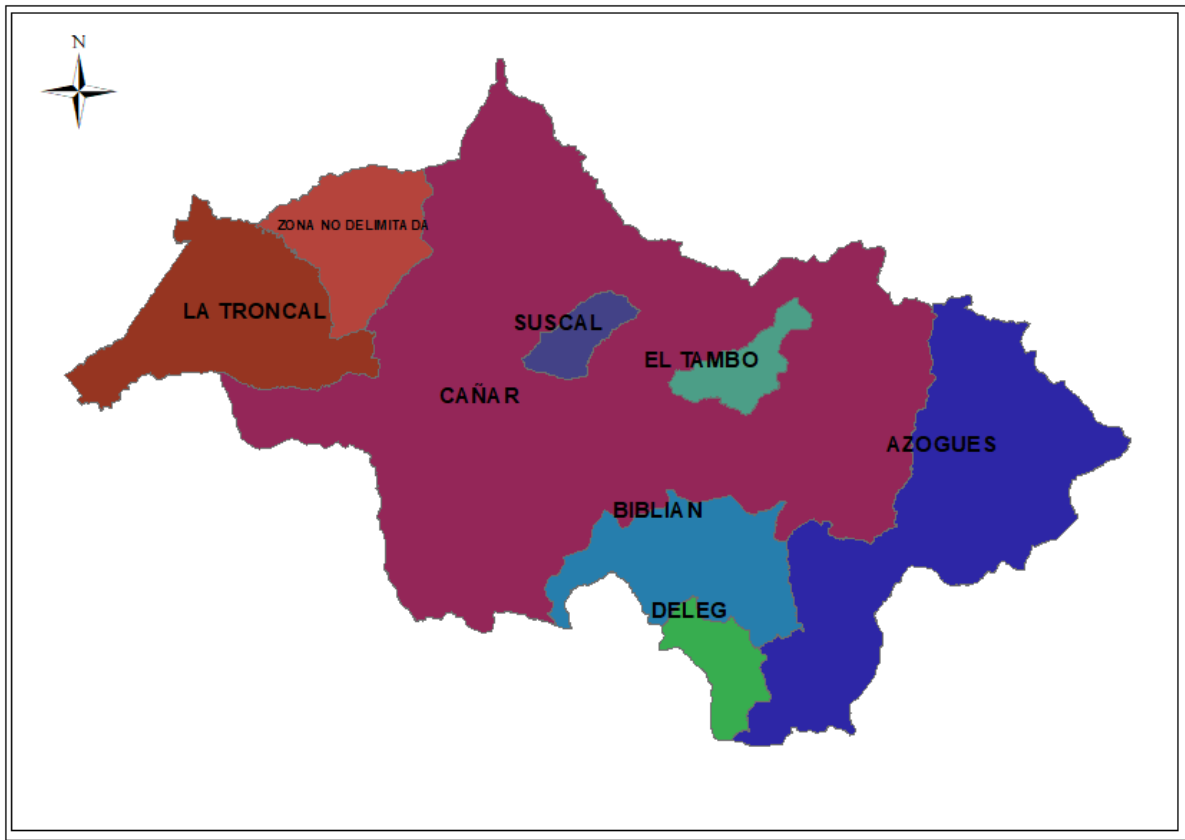 N
ZONA NO DELIMITADA
LA TRONCAL
SUSCAL
EL TAMBO
CAÑAR
AZOGUES
BIBLIAN
DELEG